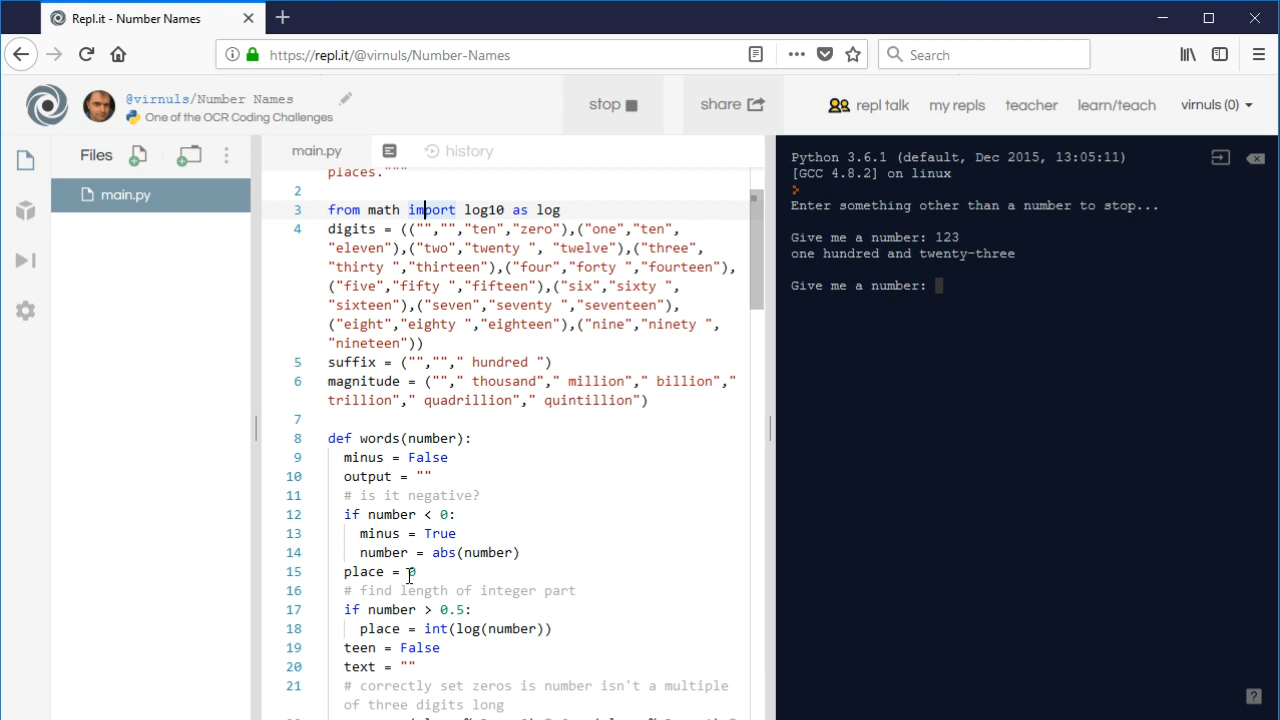 Repl.it - Number Names
https://repl.it/@virnuls/Number-Names
Search
@virnuls/Number Names
One of the OCR Coding Challenges
stop
share
repl talk
my repls
teacher
learn/teach
virnuls (0)
Files
main.py
main.py
history
places."""
2
3 from math import log10 as log
4 digits = (("","","ten","zero"),("one","ten",
"eleven"),("two","twenty ", "twelve"),("three",
"thirty ","thirteen"),("four","forty ","fourteen"),
("five","fifty ","fifteen"),("six","sixty ",
"sixteen"),("seven","seventy ","seventeen"),
("eight","eighty ","eighteen"),("nine","ninety ",
"nineteen"))
5 suffix = ("",""," hundred ")
6 magnitude = (""," thousand"," million"," billion","
trillion"," quadrillion"," quintillion")
7
8 def words(number):
9 minus = False
10 output = ""
11 # is it negative?
12 if number < 0:
13 minus = True
14 number = abs(number)
15 place = 0
16 # find length of integer part
17 if number > 0.5:
18 place = int(log(number))
19 teen = False
20 text = ""
21 # correctly set zeros is number isn't a multiple
of three digits long
Python 3.6.1 (default, Dec 2015, 13:05:11)
[GCC 4.8.2] on linux
Enter something other than a number to stop...
Give me a number: 123
one hundred and twenty-three
Give me a number: